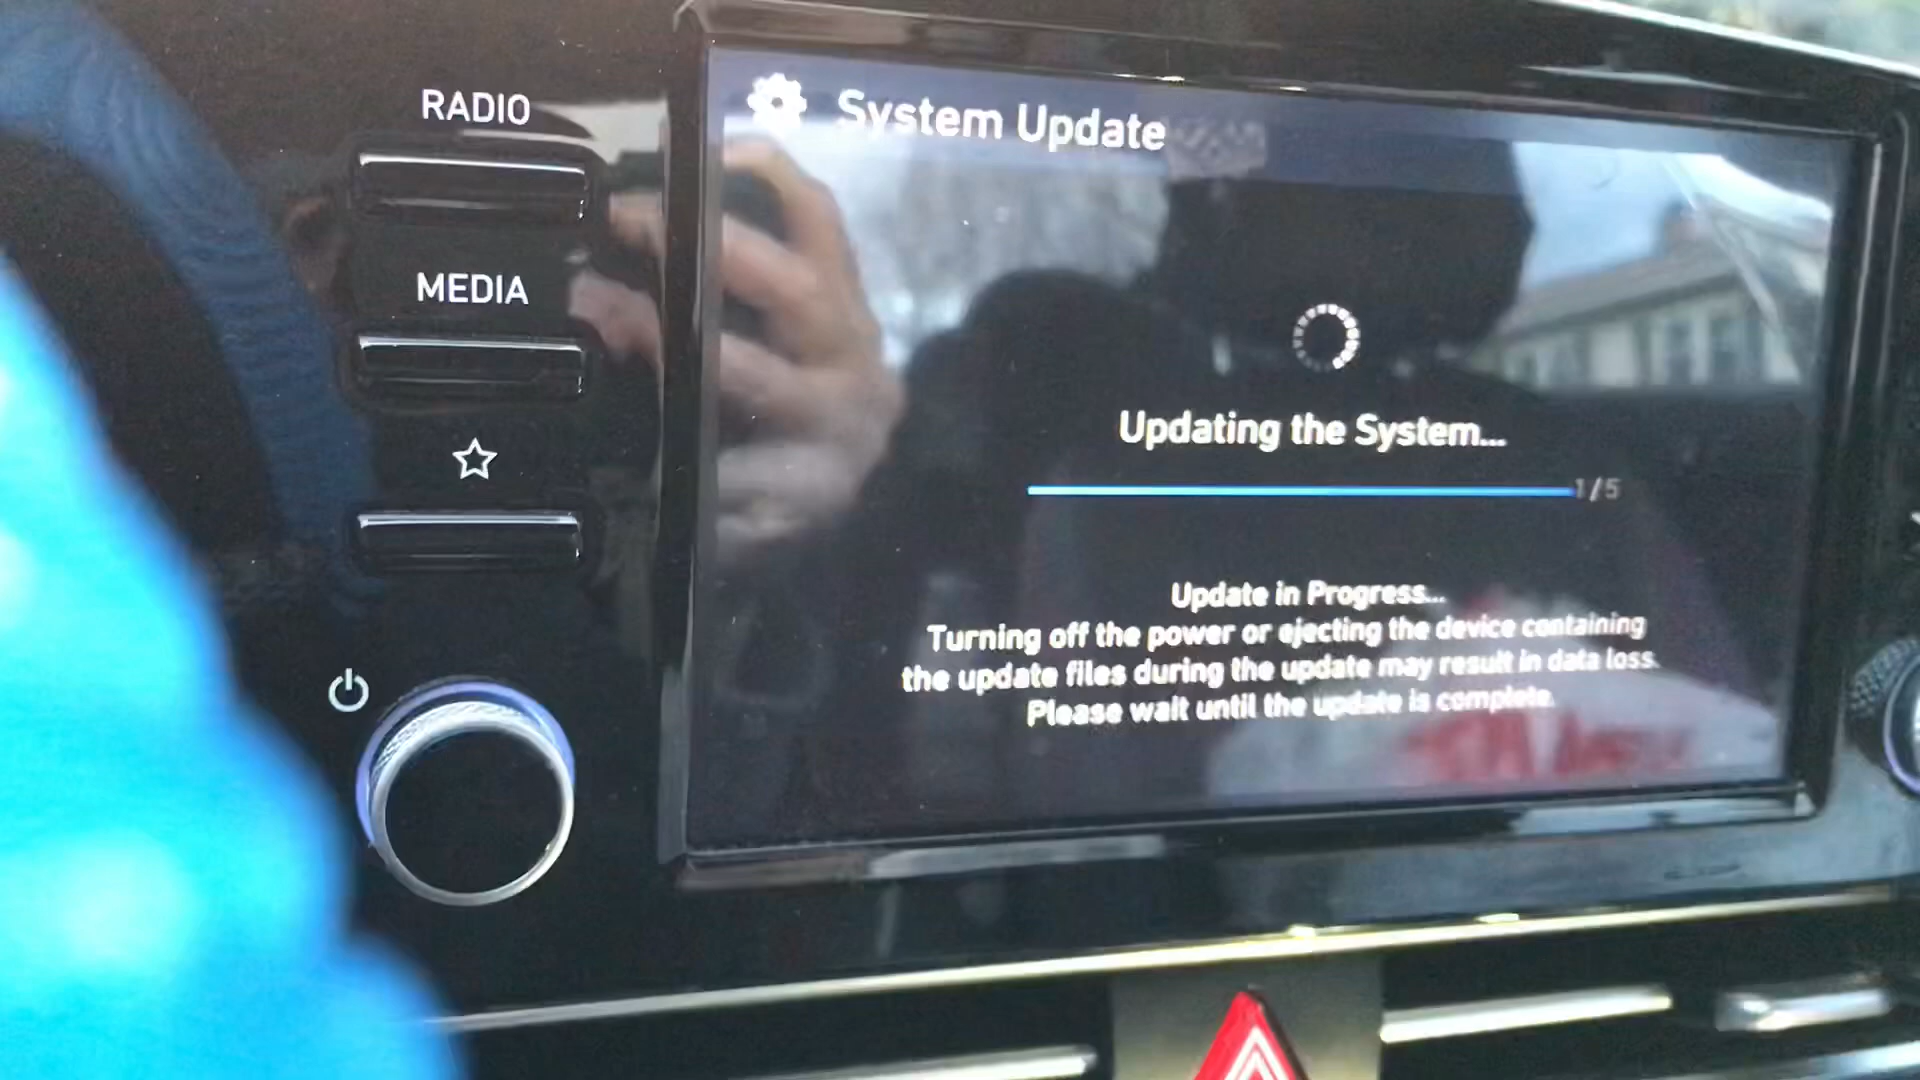 RADIO
MEDIA
System Update
Updating the System...
1/5
Update in Progress...
Turning off the power or ejecting the device containing
the update files during the update may result in data loss.
Please wait until the update is complete.